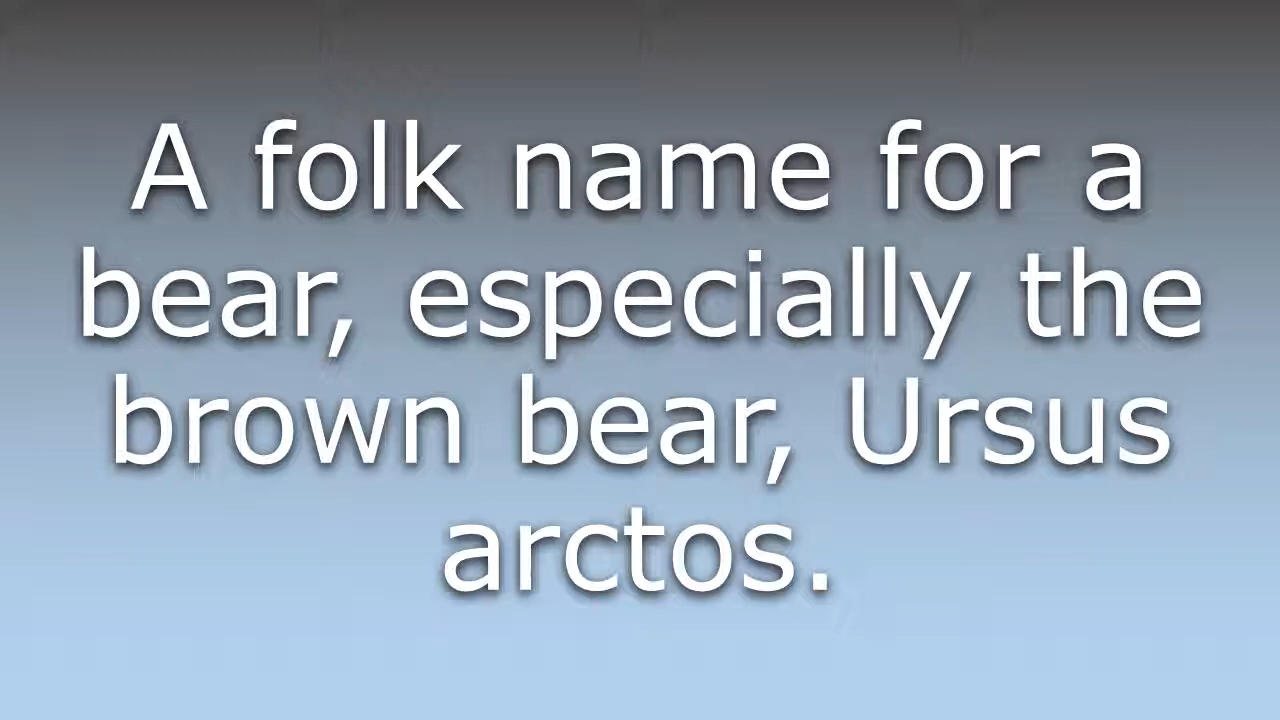 A folk name for a
bear, especially the
brown bear, Ursus
arctos.